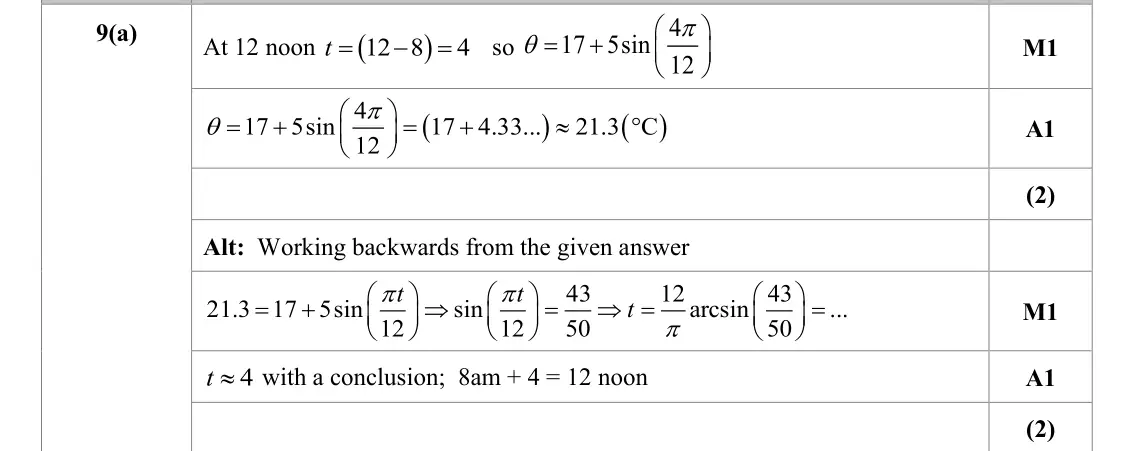 9(a)
At 12 noon t = (12−8) = 4 so θ = 17 + 5sin(4π/12) M1
θ = 17 + 5sin(4π/12) = (17 + 4.33...) ≈ 21.3(°C) A1
(2)
Alt: Working backwards from the given answer
21.3 = 17 + 5sin(πt/12) ⇒ sin(πt/12) = 43/50 ⇒ t = 12/π arcsin(43/50) = ... M1
t ≈ 4 with a conclusion; 8am + 4 = 12 noon A1
(2)